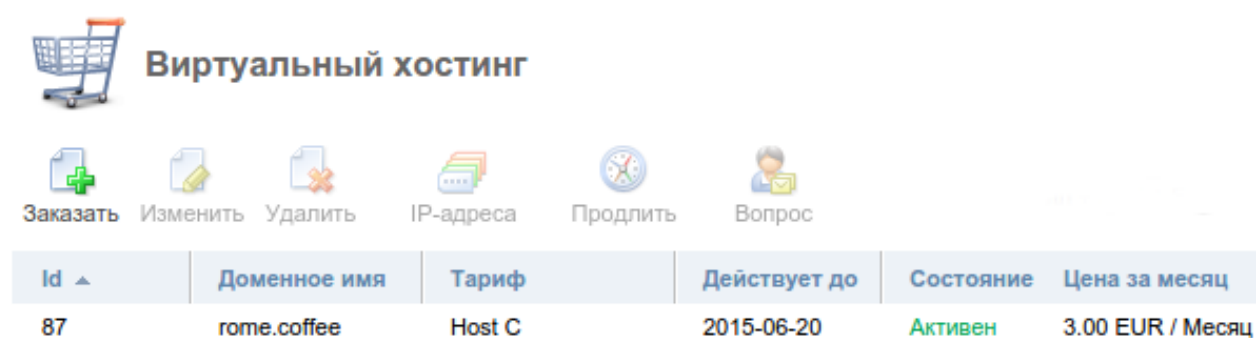 Виртуальный хостинг
Заказать Изменить Удалить IP-адреса Продлить Вопрос
Id Доменное имя Тариф Действует до Состояние Цена за месяц
87 rome.coffee Host C 2015-06-20 Активен 3.00 EUR / Месяц